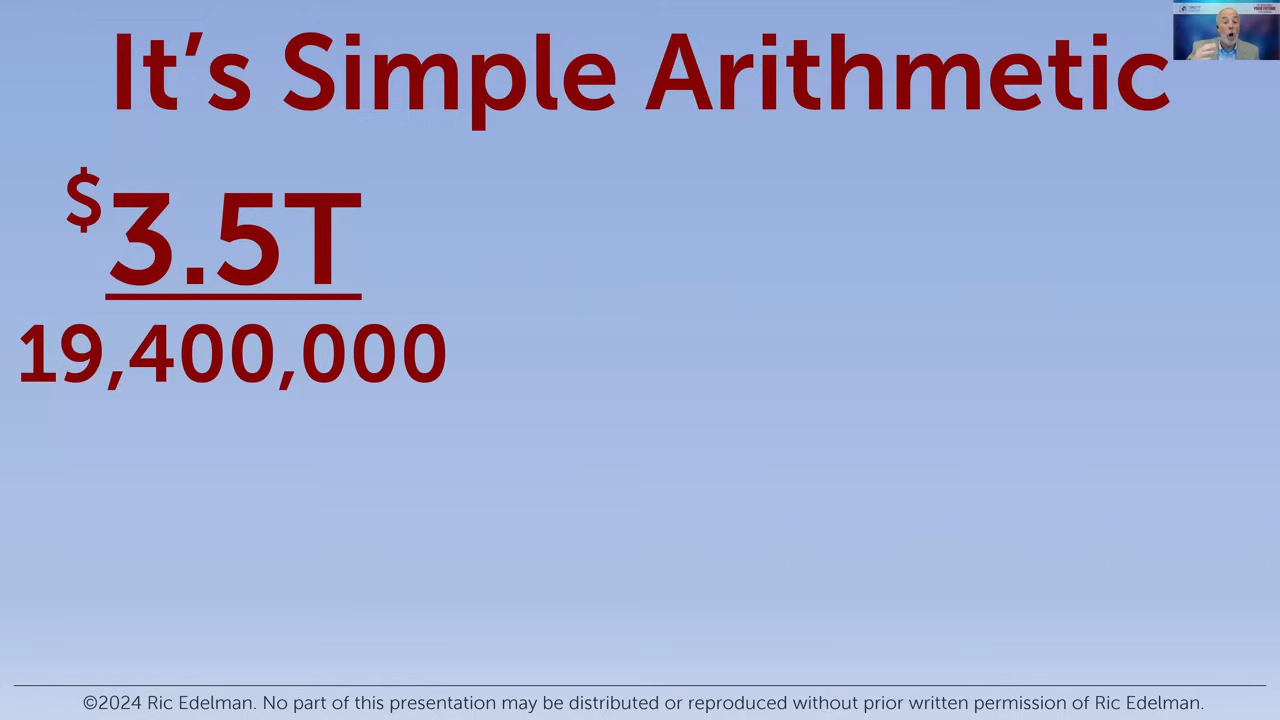 It’s Simple Arithmetic
$3.5T
19,400,000
©2024 Ric Edelman. No part of this presentation may be distributed or reproduced without prior written permission of Ric Edelman.